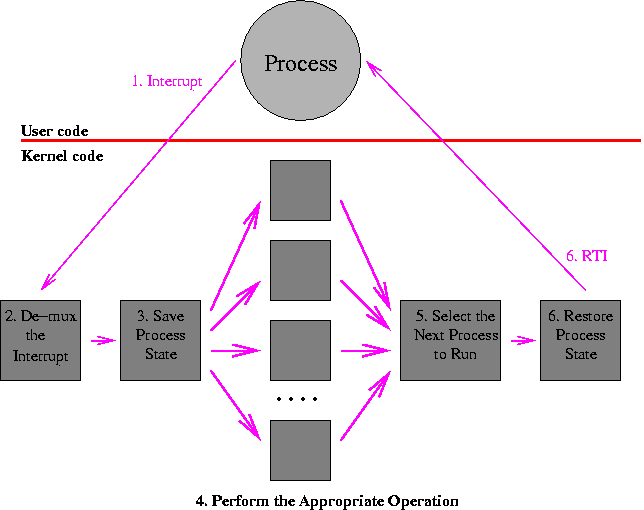 Process
1. Interrupt
User code
Kernel code
6. RTI
2. De-mux
the
Interrupt
3. Save
Process
State
5. Select the
Next Process
to Run
6. Restore
Process
State
4. Perform the Appropriate Operation